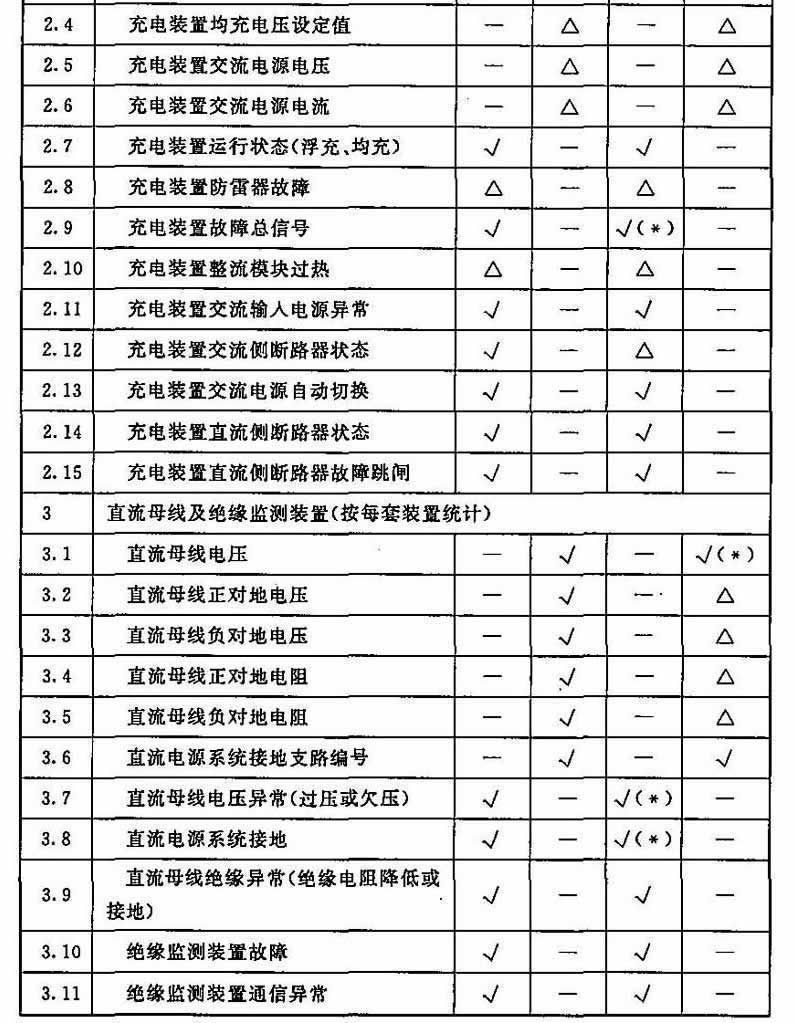 2.4 充电装置均充电压设定值 — △ — △
2.5 充电装置交流电源电压 — △ — △
2.6 充电装置交流电源电流 — △ — △
2.7 充电装置运行状态(浮充、均充) √ — √ —
2.8 充电装置防雷器故障 △ — △ —
2.9 充电装置故障总信号 √ — √(*) —
2.10 充电装置整流模块过热 △ — △ —
2.11 充电装置交流输入电源异常 √ — √ —
2.12 充电装置交流侧断路器状态 √ — △ —
2.13 充电装置交流电源自动切换 √ — √ —
2.14 充电装置直流侧断路器状态 √ — √ —
2.15 充电装置直流侧断路器故障跳闸 √ — √ —
3 直流母线及绝缘监测装置(按每套装置统计)
3.1 直流母线电压 — √ — √(*)
3.2 直流母线正对地电压 — √ — △
3.3 直流母线负对地电压 — √ — △
3.4 直流母线正对地电阻 — √ — △
3.5 直流母线负对地电阻 — √ — △
3.6 直流电源系统接地支路编号 — √ — √
3.7 直流母线电压异常(过压或欠压) √ — √(*) —
3.8 直流电源系统接地 √ — √(*) —
3.9 直流母线绝缘异常(绝缘电阻降低或
接地) √ — √ —
3.10 绝缘监测装置故障 √ — √ —
3.11 绝缘监测装置通信异常 √ — √ —